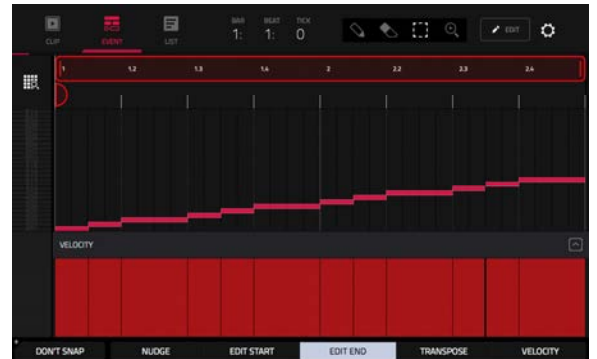 BAR BEAT TICK
1: 1: 0
CLIP EVENT LIST EDIT
1 1.2 1.3 1.4 2 2.2 2.3 2.4
VELOCITY
DON'T SNAP NUDGE EDIT START EDIT END TRANSPOSE VELOCITY